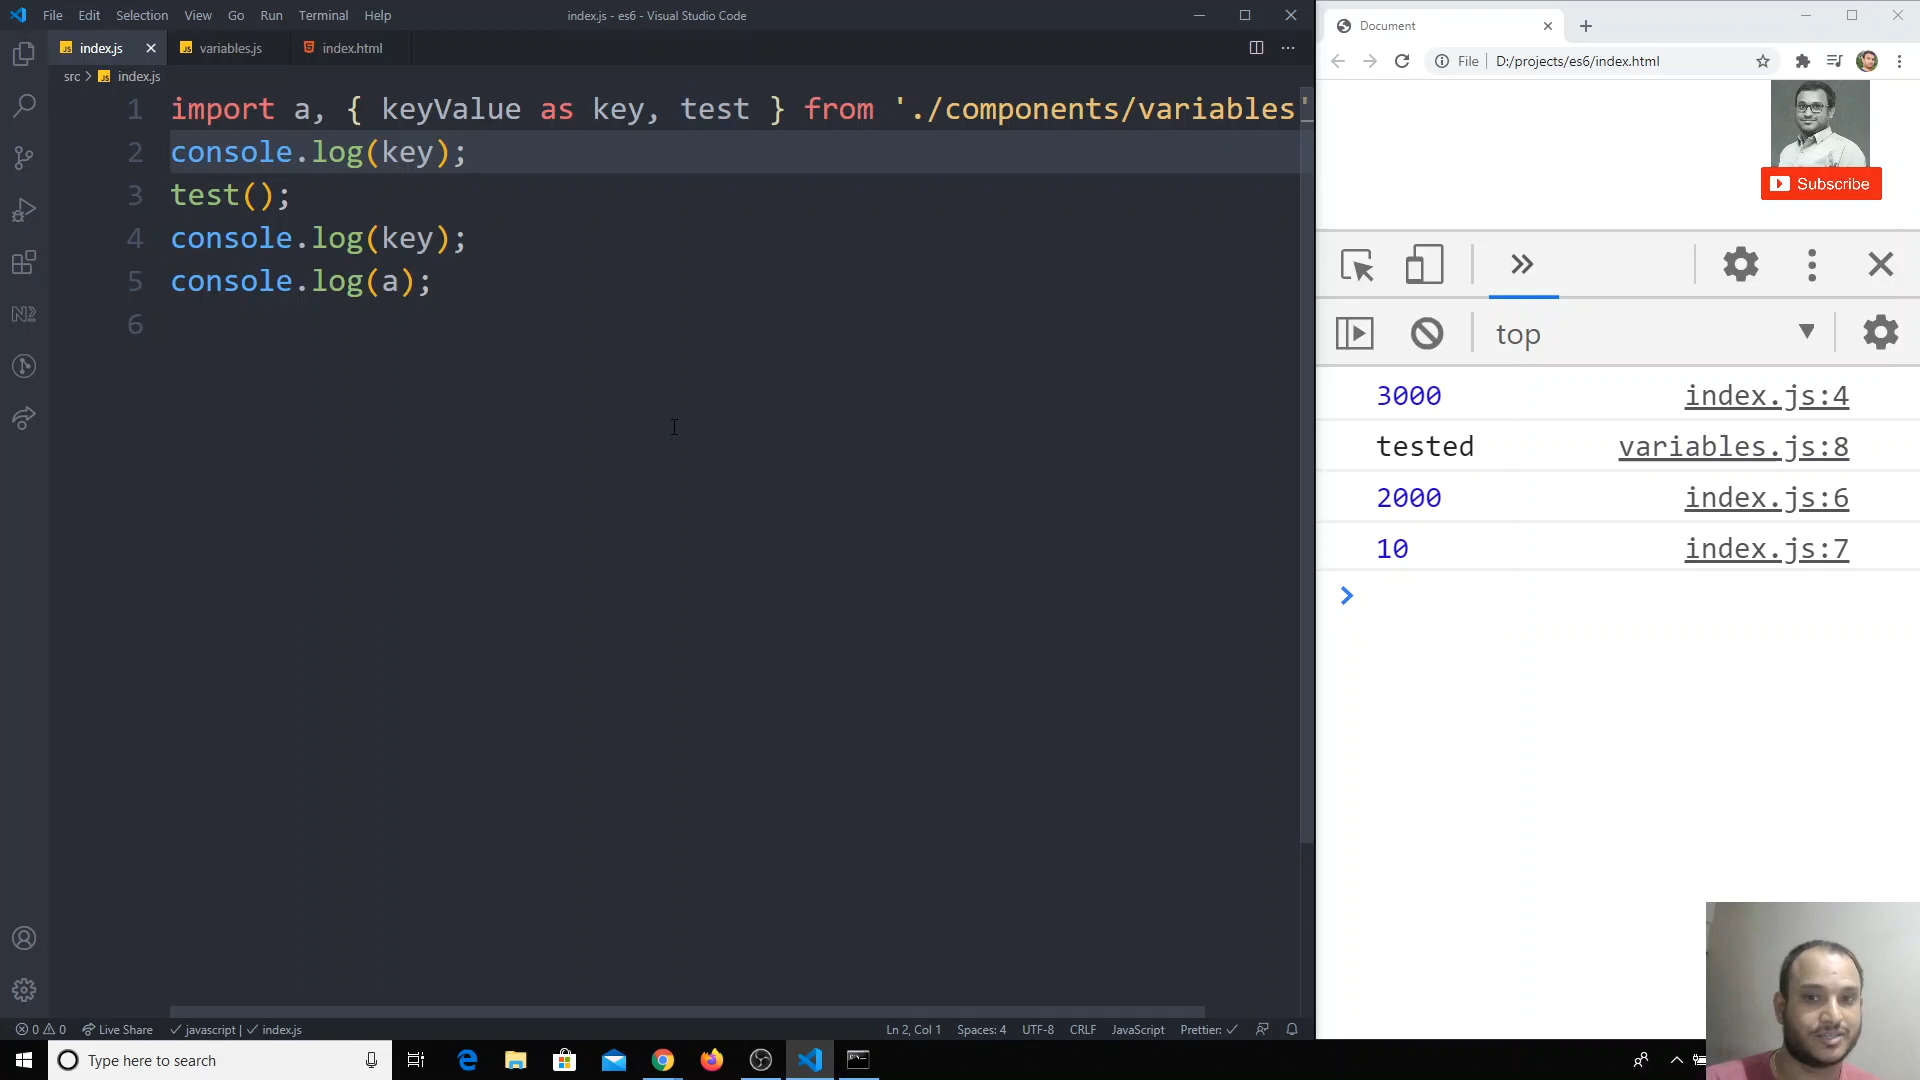 File Edit Selection View Go Run Terminal Help
index.js - es6 - Visual Studio Code
index.js
variables.js
index.html
src > index.js
1 import a, { keyValue as key, test } from './components/variables'
2 console.log(key);
3 test();
4 console.log(key);
5 console.log(a);
6
Document
File D:/projects/es6/index.html
Subscribe
top
3000 index.js:4
tested variables.js:8
2000 index.js:6
10 index.js:7
0 0 Live Share javascript | index.js
Ln 2, Col 1 Spaces: 4 UTF-8 CRLF JavaScript Prettier:
Type here to search